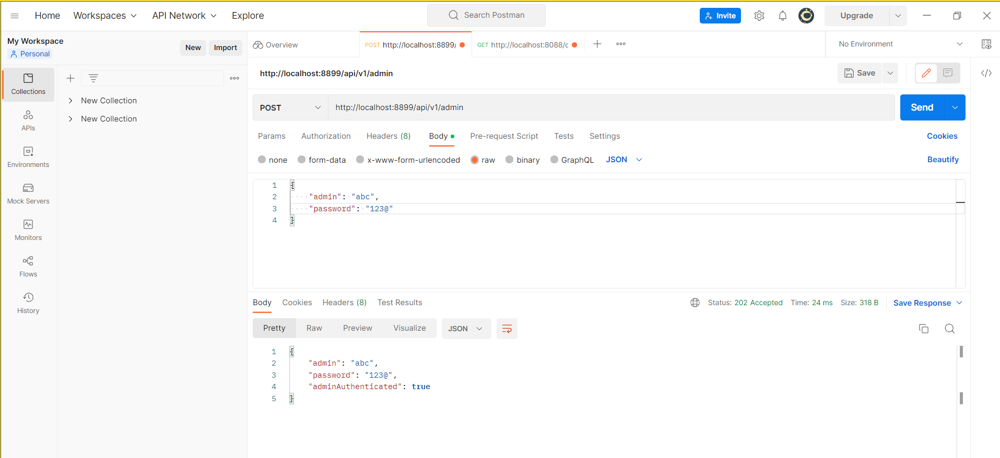 Home Workspaces API Network Explore Search Postman Invite Upgrade
My Workspace
Personal
New Import
Overview POST http://localhost:8899/ GET http://localhost:8088/c No Environment
http://localhost:8899/api/v1/admin Save
Collections
APIs
Environments
Mock Servers
Monitors
Flows
History
New Collection
New Collection
POST http://localhost:8899/api/v1/admin Send
Params Authorization Headers (8) Body Pre-request Script Tests Settings Cookies
none form-data x-www-form-urlencoded raw binary GraphQL JSON Beautify
1 {
2 "admin": "abc",
3 "password": "123@"
4 }
Body Cookies Headers (8) Test Results Status: 202 Accepted Time: 24 ms Size: 318 B Save Response
Pretty Raw Preview Visualize JSON
1 {
2 "admin": "abc",
3 "password": "123@",
4 "adminAuthenticated": true
5 }